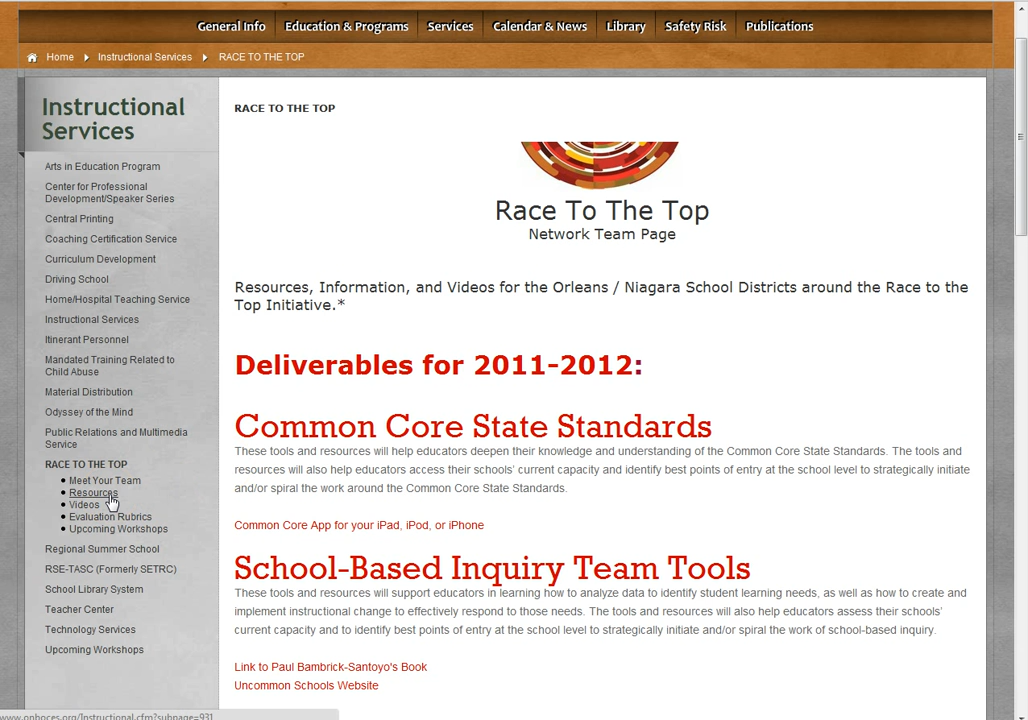 General Info
Education & Programs
Services
Calendar & News
Library
Safety Risk
Publications
Home
Instructional Services
RACE TO THE TOP
Instructional
Services
Arts in Education Program
Center for Professional
Development/Speaker Series
Central Printing
Coaching Certification Service
Curriculum Development
Driving School
Home/Hospital Teaching Service
Instructional Services
Itinerant Personnel
Mandated Training Related to
Child Abuse
Material Distribution
Odyssey of the Mind
Public Relations and Multimedia
Service
RACE TO THE TOP
Meet Your Team
Resources
Videos
Evaluation Rubrics
Upcoming Workshops
Regional Summer School
RSE-TASC (Formerly SETRC)
School Library System
Teacher Center
Technology Services
Upcoming Workshops
RACE TO THE TOP
Race To The Top
Network Team Page
Resources, Information, and Videos for the Orleans / Niagara School Districts around the Race to the
Top Initiative.*
Deliverables for 2011-2012:
Common Core State Standards
These tools and resources will help educators deepen their knowledge and understanding of the Common Core State Standards. The tools and
resources will also help educators access their schools' current capacity and identify best points of entry at the school level to strategically initiate
and/or spiral the work around the Common Core State Standards.
Common Core App for your iPad, iPod, or iPhone
School-Based Inquiry Team Tools
These tools and resources will support educators in learning how to analyze data to identify student learning needs, as well as how to create and
implement instructional change to effectively respond to those needs. The tools and resources will also help educators assess their schools'
current capacity and to identify best points of entry at the school level to strategically initiate and/or spiral the work of school-based inquiry.
Link to Paul Bambrick-Santoyo's Book
Uncommon Schools Website
www.onboces.org/Instructional.cfm?subpage=931